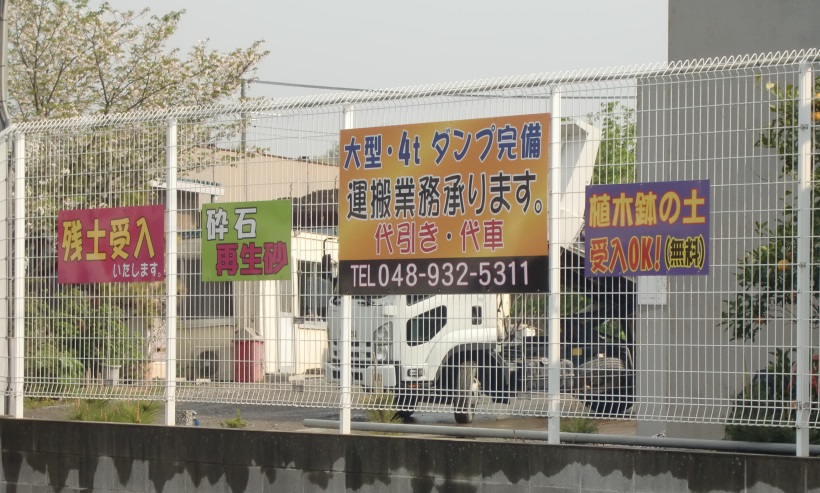 残土受入
いたします。
砕石
再生砂
大型・4t ダンプ完備
運搬業務承ります。
代引き・代車
TEL048-932-5311
植木鉢の土
受入OK!(無料)